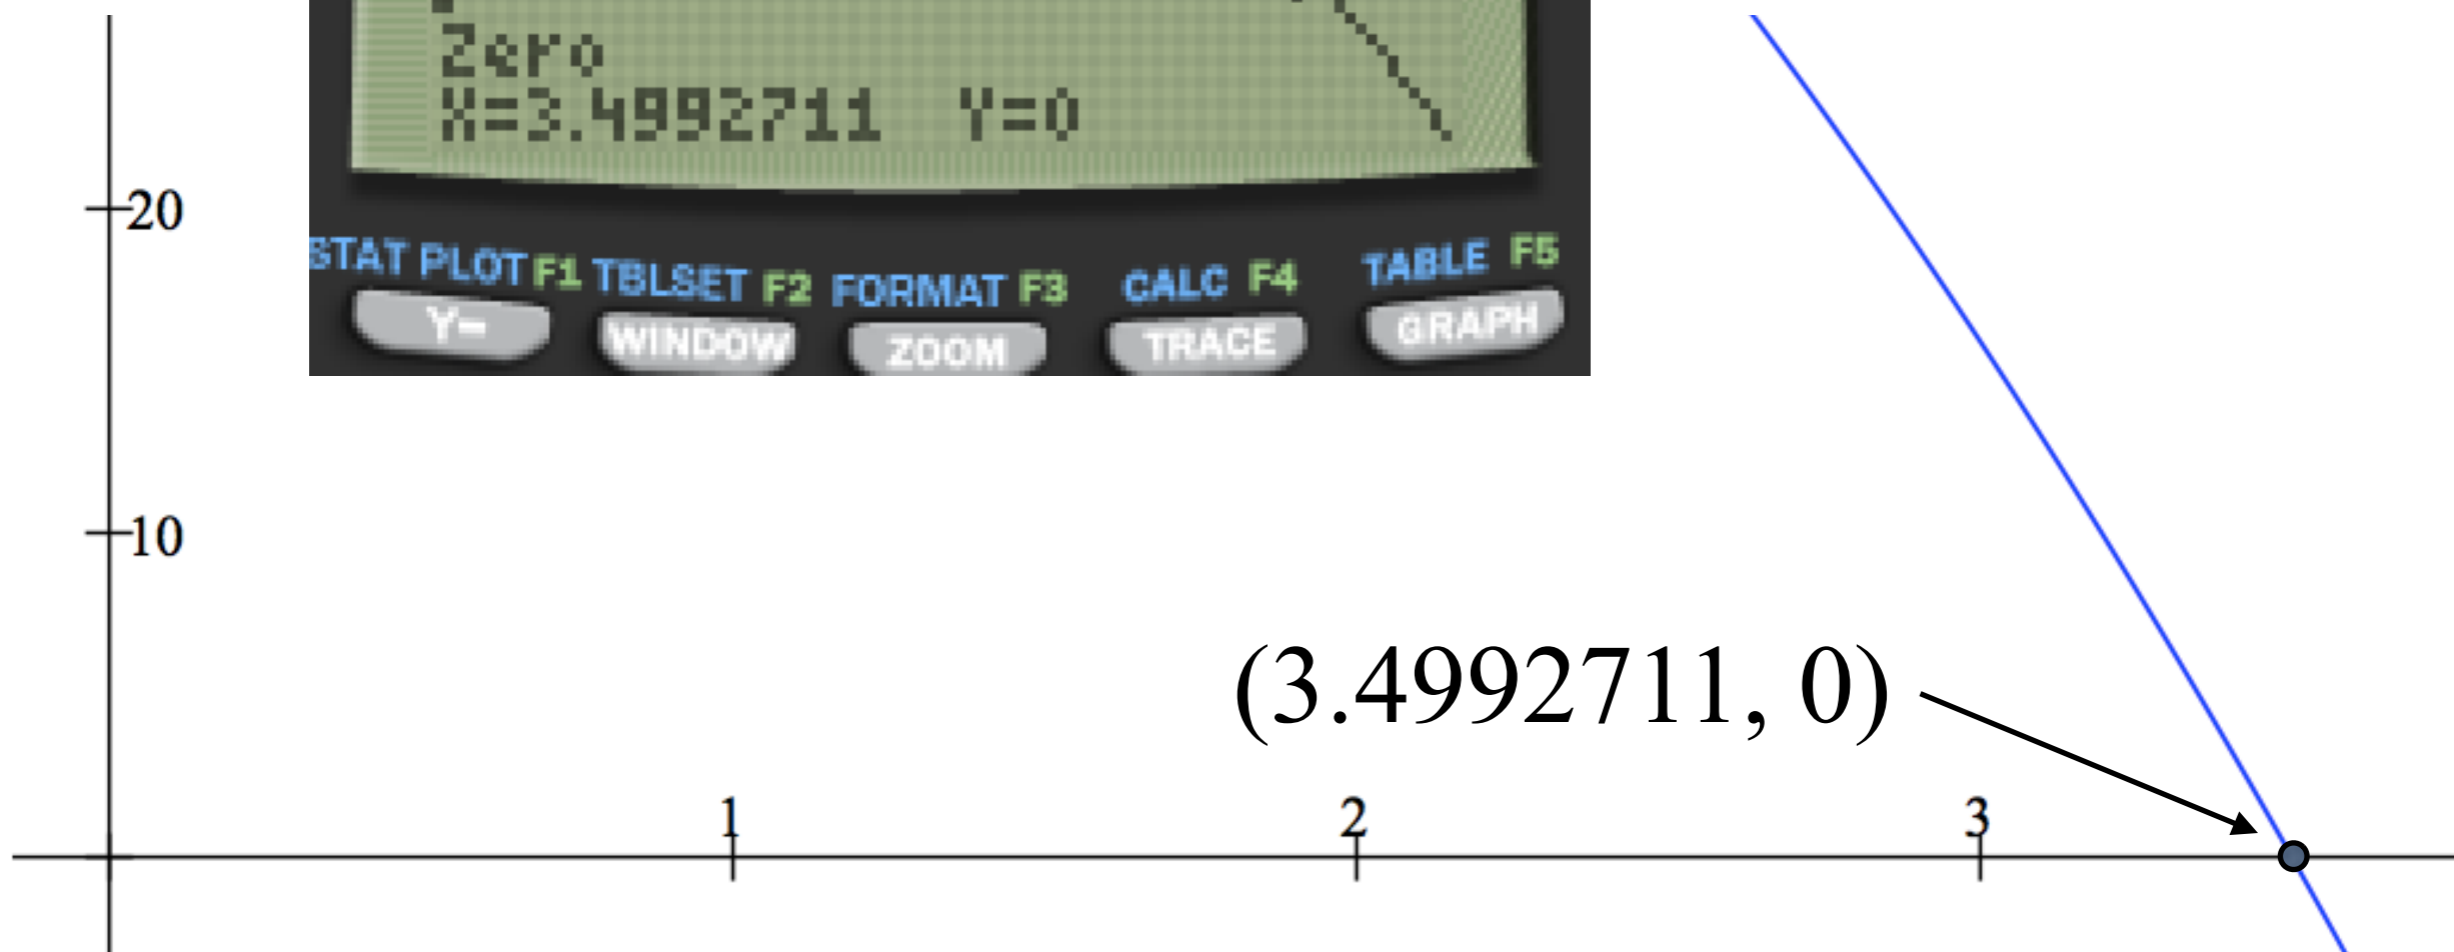 Zero
X=3.4992711 Y=0
20
STAT PLOT F1 TBLSET F2 FORMAT F3 CALC F4 TABLE F5
Y= WINDOW ZOOM TRACE GRAPH
10
(3.4992711, 0)
1 2 3